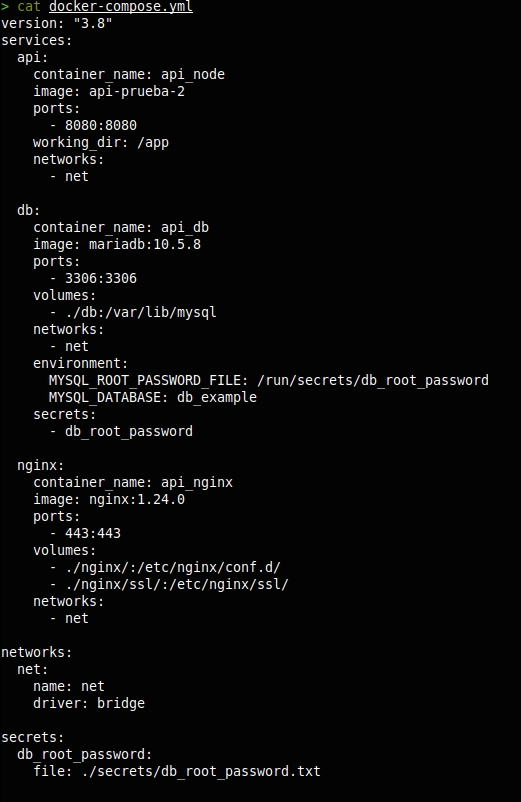 > cat docker-compose.yml
version: "3.8"
services:
  api:
    container_name: api_node
    image: api-prueba-2
    ports:
      - 8080:8080
    working_dir: /app
    networks:
      - net

  db:
    container_name: api_db
    image: mariadb:10.5.8
    ports:
      - 3306:3306
    volumes:
      - ./db:/var/lib/mysql
    networks:
      - net
    environment:
      MYSQL_ROOT_PASSWORD_FILE: /run/secrets/db_root_password
      MYSQL_DATABASE: db_example
    secrets:
      - db_root_password

  nginx:
    container_name: api_nginx
    image: nginx:1.24.0
    ports:
      - 443:443
    volumes:
      - ./nginx/:/etc/nginx/conf.d/
      - ./nginx/ssl/:/etc/nginx/ssl/
    networks:
      - net

networks:
  net:
    name: net
    driver: bridge

secrets:
  db_root_password:
    file: ./secrets/db_root_password.txt